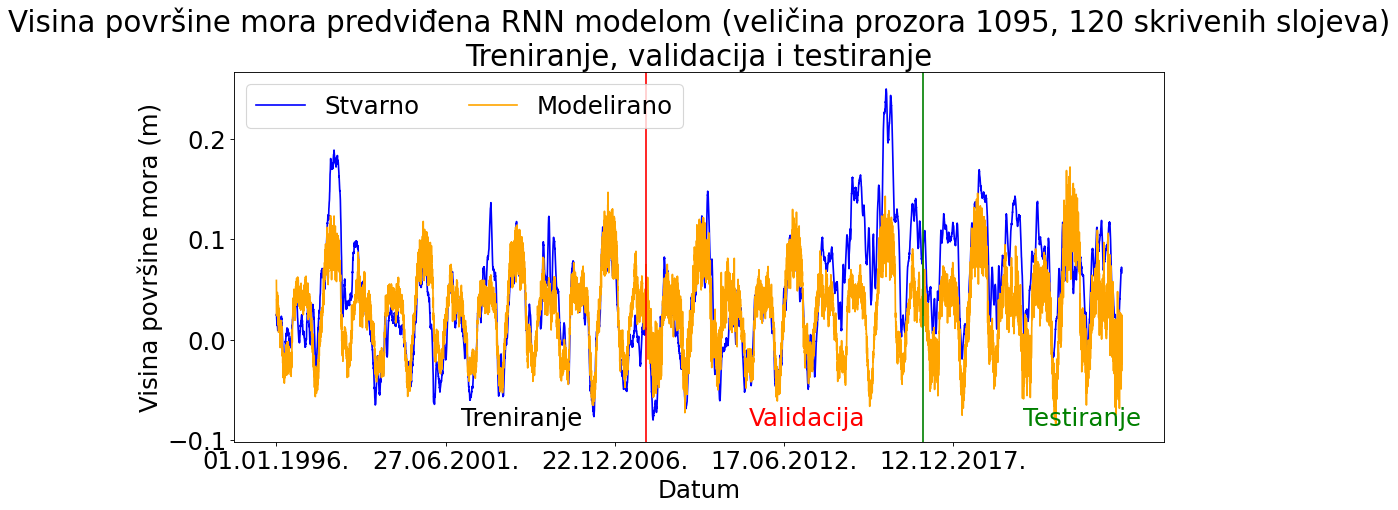 Visina površine mora predviđena RNN modelom (veličina prozora 1095, 120 skrivenih slojeva)
Treniranje, validacija i testiranje
Stvarno
Modelirano
Visina površine mora (m)
0.2
0.1
0.0
−0.1
Treniranje
Validacija
Testiranje
01.01.1996.
27.06.2001.
22.12.2006.
17.06.2012.
12.12.2017.
Datum